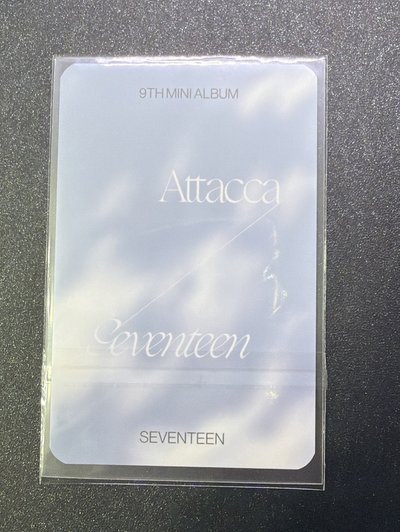 9TH MINI ALBUM
Attacca
Seventeen
SEVENTEEN